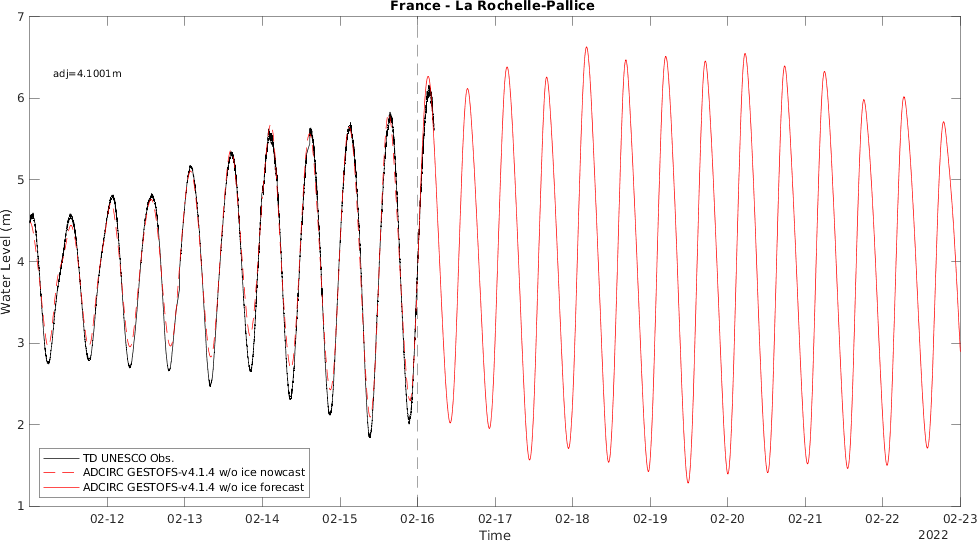 France - La Rochelle-Pallice
adj=4.1001m
7
6
5
4
3
2
1
Water Level (m)
TD UNESCO Obs.
ADCIRC GESTOFS-v4.1.4 w/o ice nowcast
ADCIRC GESTOFS-v4.1.4 w/o ice forecast
02-12 02-13 02-14 02-15 02-16 02-17 02-18 02-19 02-20 02-21 02-22 02-23
Time
2022